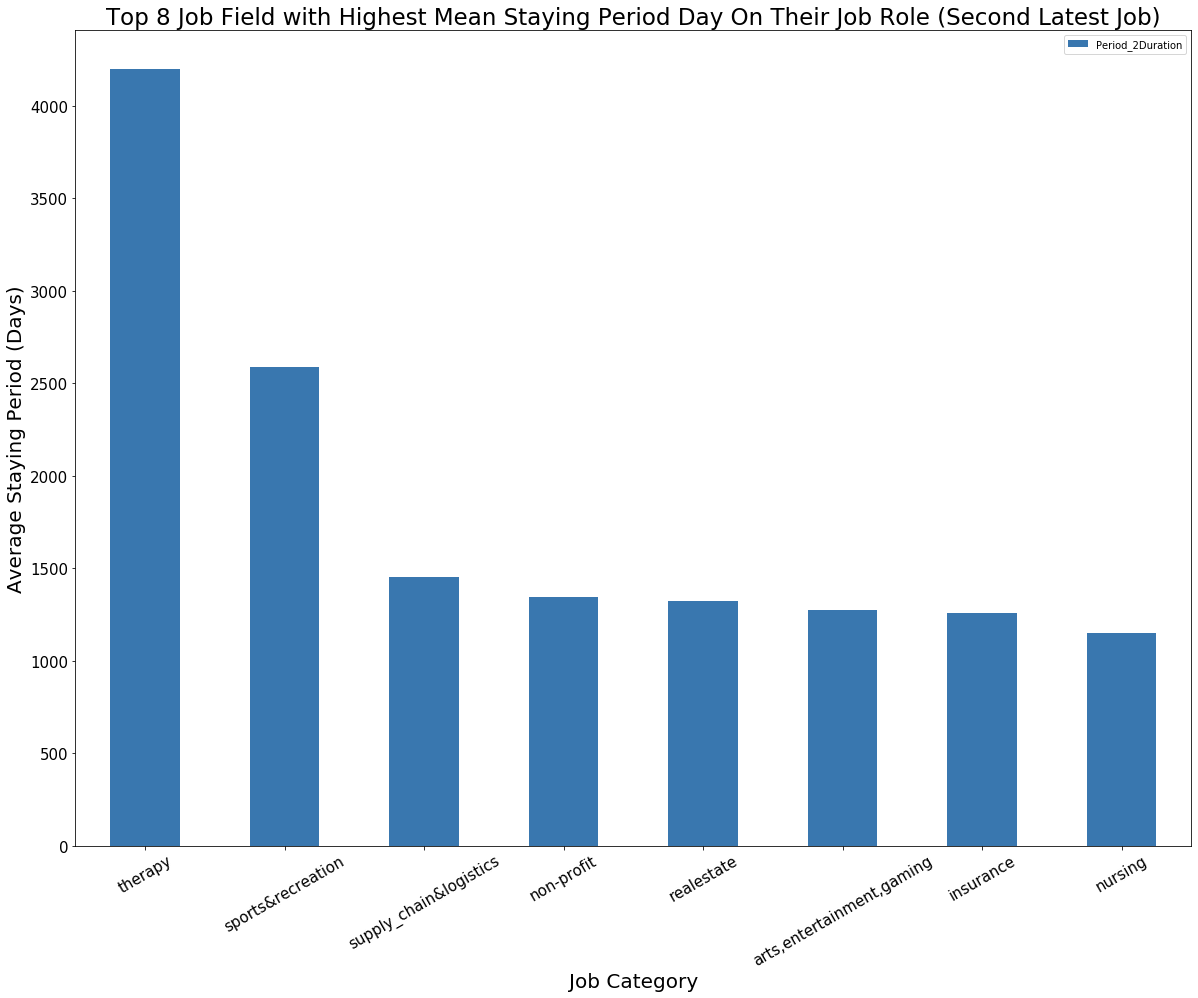 Top 8 Job Field with Highest Mean Staying Period Day On Their Job Role (Second Latest Job)
Period_2Duration
Average Staying Period (Days)
4000
3500
3000
2500
2000
1500
1000
500
0
therapy
sports&recreation
supply_chain&logistics
non-profit
realestate
arts,entertainment,gaming
insurance
nursing
Job Category